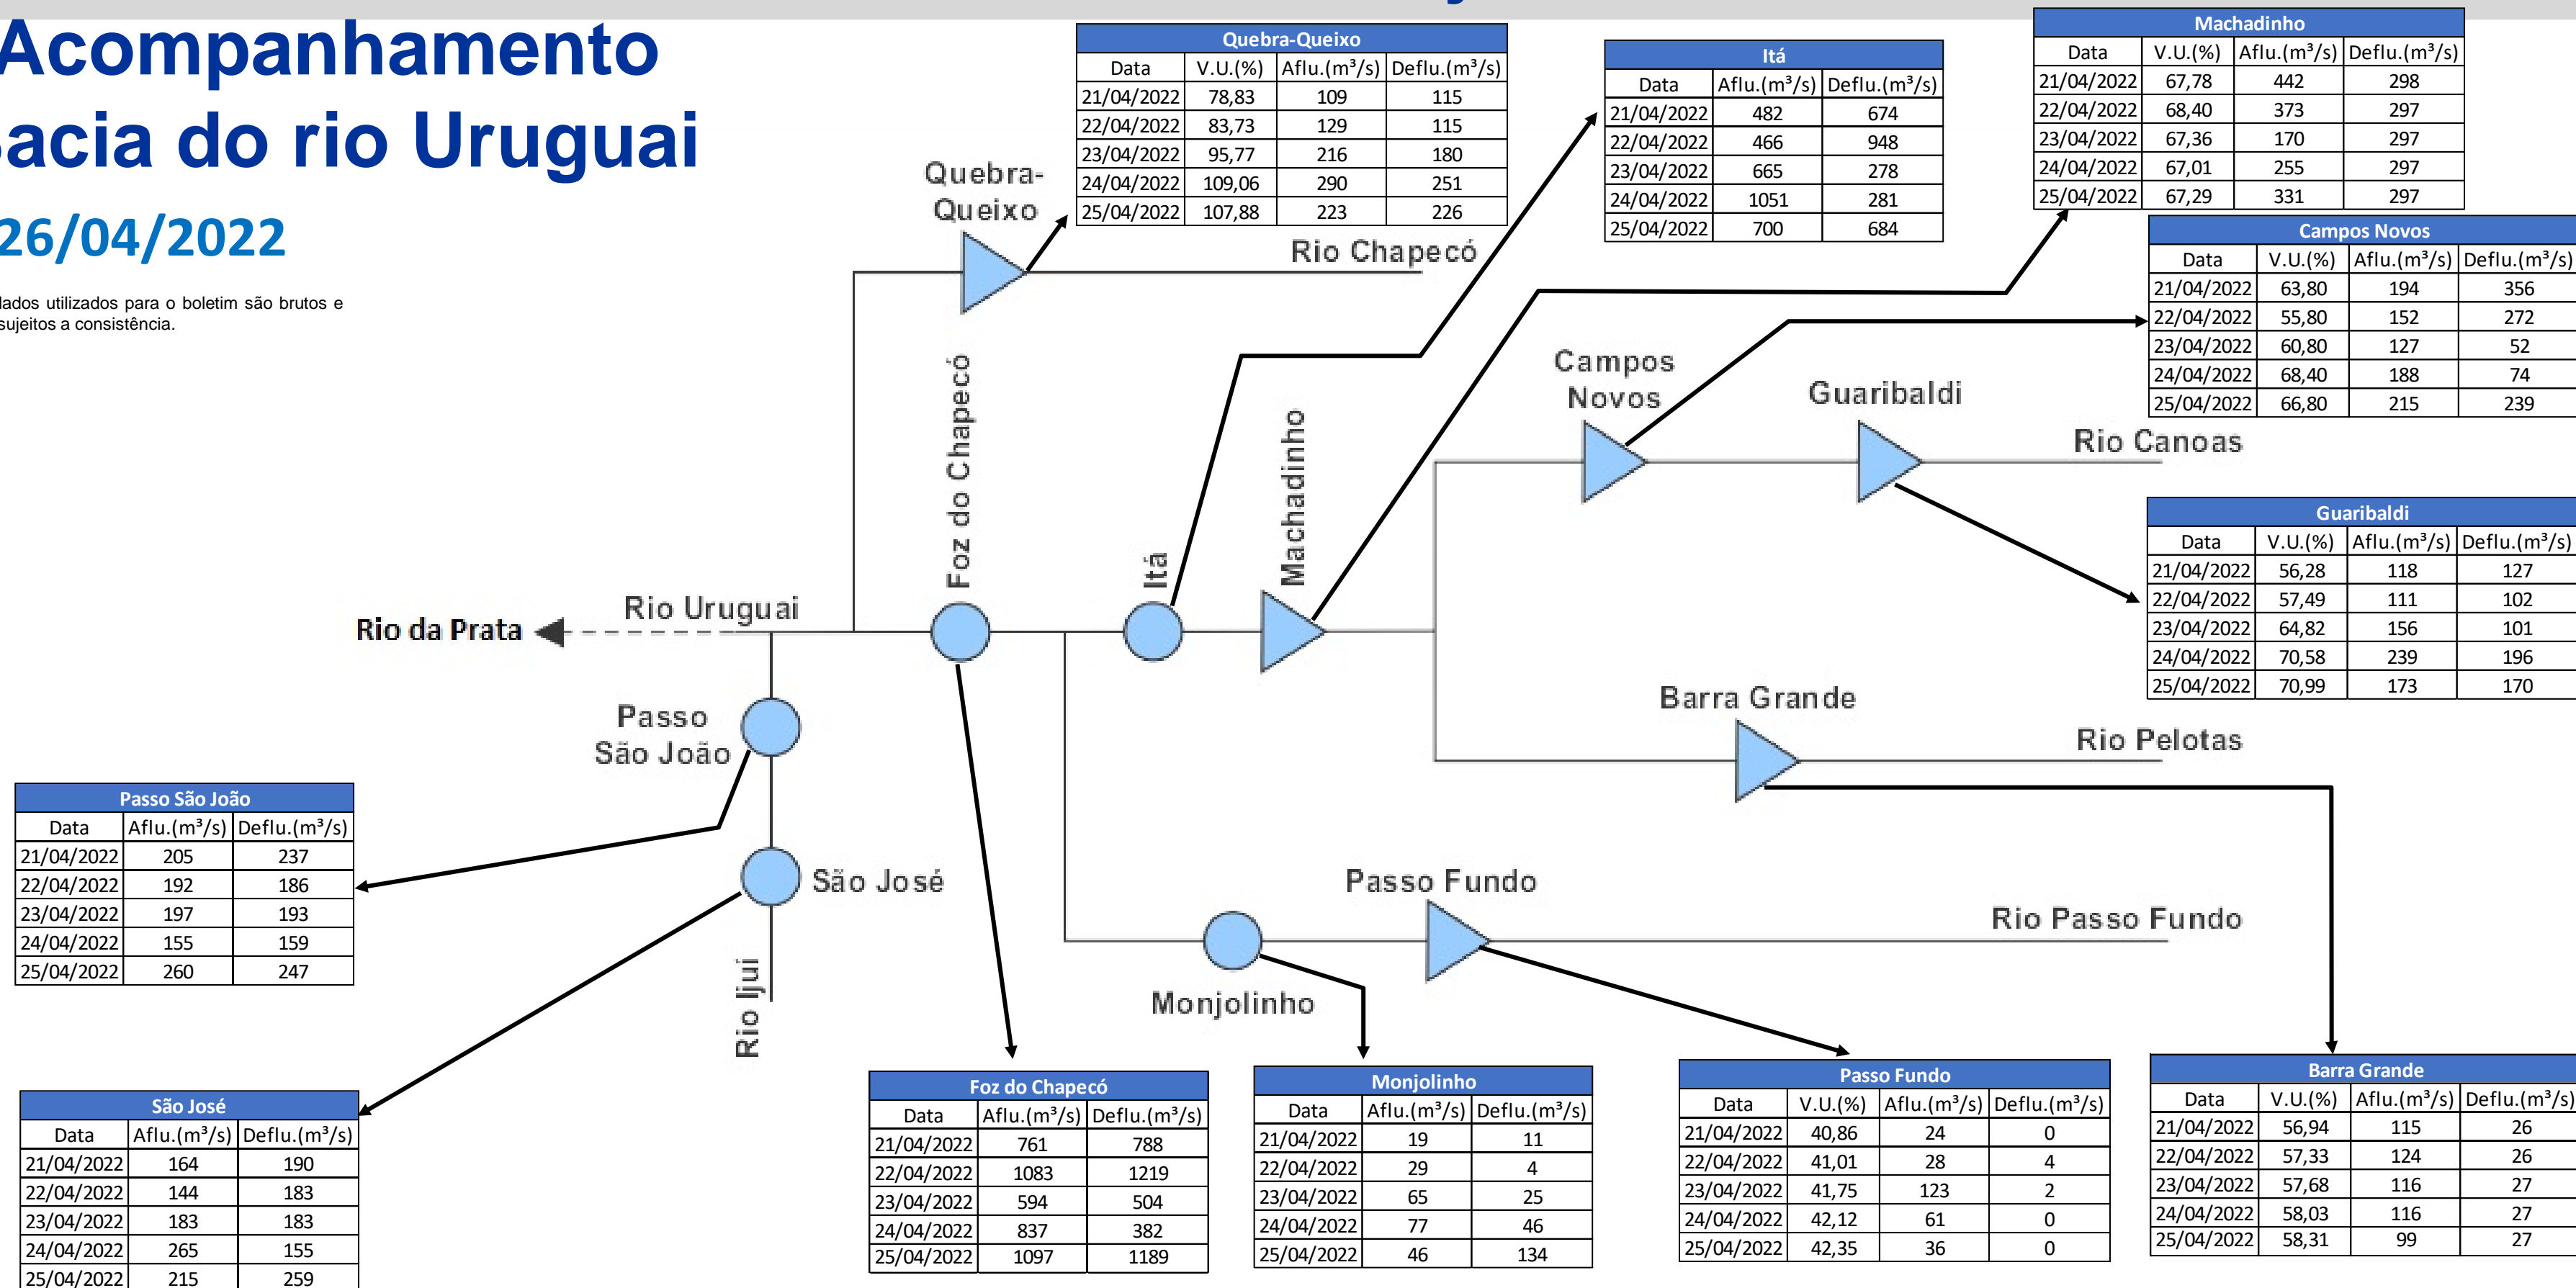 Acompanhamento
acia do rio Uruguai
26/04/2022
dados utilizados para o boletim são brutos e
sujeitos a consistência.
Quebra-Queixo
Data V.U.(%) Aflu.(m³/s) Deflu.(m³/s)
21/04/2022 78,83 109 115
22/04/2022 83,73 129 115
23/04/2022 95,77 216 180
24/04/2022 109,06 290 251
25/04/2022 107,88 223 226
Itá
Data Aflu.(m³/s) Deflu.(m³/s)
21/04/2022 482 674
22/04/2022 466 948
23/04/2022 665 278
24/04/2022 1051 281
25/04/2022 700 684
Machadinho
Data V.U.(%) Aflu.(m³/s) Deflu.(m³/s)
21/04/2022 67,78 442 298
22/04/2022 68,40 373 297
23/04/2022 67,36 170 297
24/04/2022 67,01 255 297
25/04/2022 67,29 331 297
Campos Novos
Data V.U.(%) Aflu.(m³/s) Deflu.(m³/s)
21/04/2022 63,80 194 356
22/04/2022 55,80 152 272
23/04/2022 60,80 127 52
24/04/2022 68,40 188 74
25/04/2022 66,80 215 239
Quebra-
Queixo
Rio Chapecó
Foz do Chapecó
Itá
Machadinho
Campos
Novos
Guaribaldi
Rio Canoas
Guaribaldi
Data V.U.(%) Aflu.(m³/s) Deflu.(m³/s)
21/04/2022 56,28 118 127
22/04/2022 57,49 111 102
23/04/2022 64,82 156 101
24/04/2022 70,58 239 196
25/04/2022 70,99 173 170
Rio da Prata
Rio Uruguai
Passo
São João
Barra Grande
Rio Pelotas
São José
Rio Ijui
Passo Fundo
Rio Passo Fundo
Monjolinho
Passo São João
Data Aflu.(m³/s) Deflu.(m³/s)
21/04/2022 205 237
22/04/2022 192 186
23/04/2022 197 193
24/04/2022 155 159
25/04/2022 260 247
São José
Data Aflu.(m³/s) Deflu.(m³/s)
21/04/2022 164 190
22/04/2022 144 183
23/04/2022 183 183
24/04/2022 265 155
25/04/2022 215 259
Foz do Chapecó
Data Aflu.(m³/s) Deflu.(m³/s)
21/04/2022 761 788
22/04/2022 1083 1219
23/04/2022 594 504
24/04/2022 837 382
25/04/2022 1097 1189
Monjolinho
Data Aflu.(m³/s) Deflu.(m³/s)
21/04/2022 19 11
22/04/2022 29 4
23/04/2022 65 25
24/04/2022 77 46
25/04/2022 46 134
Passo Fundo
Data V.U.(%) Aflu.(m³/s) Deflu.(m³/s)
21/04/2022 40,86 24 0
22/04/2022 41,01 28 4
23/04/2022 41,75 123 2
24/04/2022 42,12 61 0
25/04/2022 42,35 36 0
Barra Grande
Data V.U.(%) Aflu.(m³/s) Deflu.(m³/s)
21/04/2022 56,94 115 26
22/04/2022 57,33 124 26
23/04/2022 57,68 116 27
24/04/2022 58,03 116 27
25/04/2022 58,31 99 27